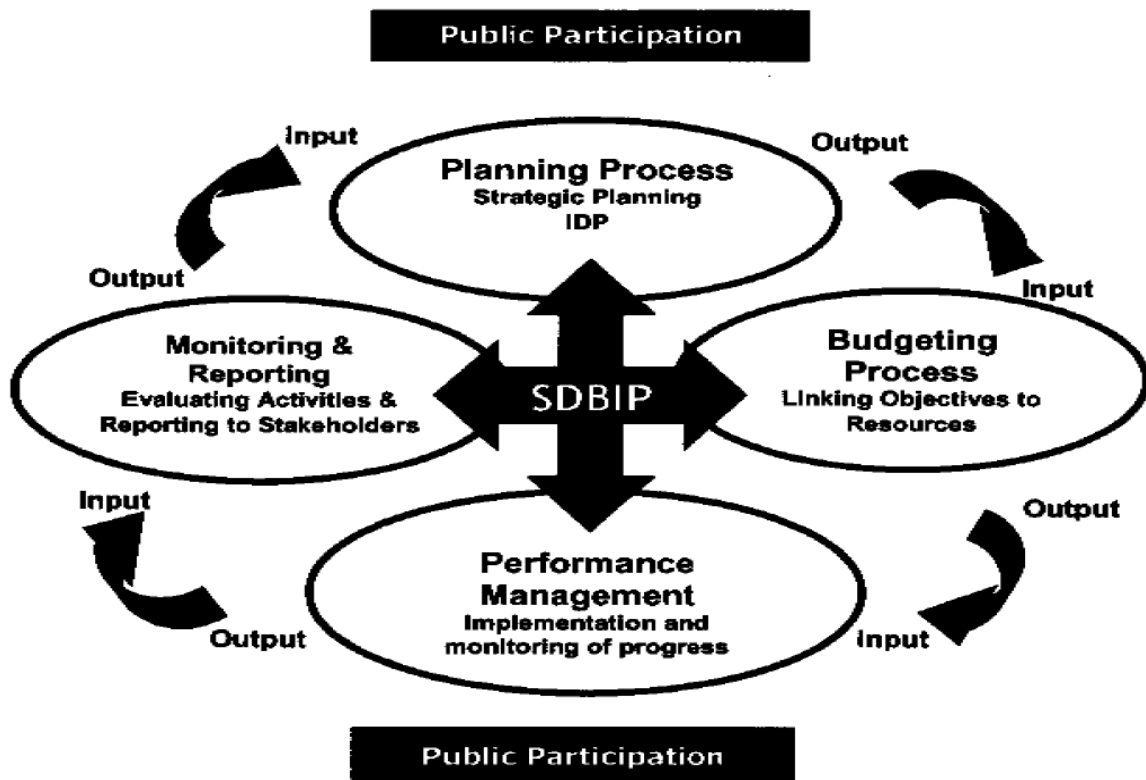 Public Participation
Input
Output
Planning Process
Strategic Planning
IDP
Output
Input
Monitoring &
Reporting
Evaluating Activities &
Reporting to Stakeholders
SDBIP
Budgeting
Process
Linking Objectives to
Resources
Input
Output
Performance
Management
Implementation and
monitoring of progress
Output
Input
Public Participation